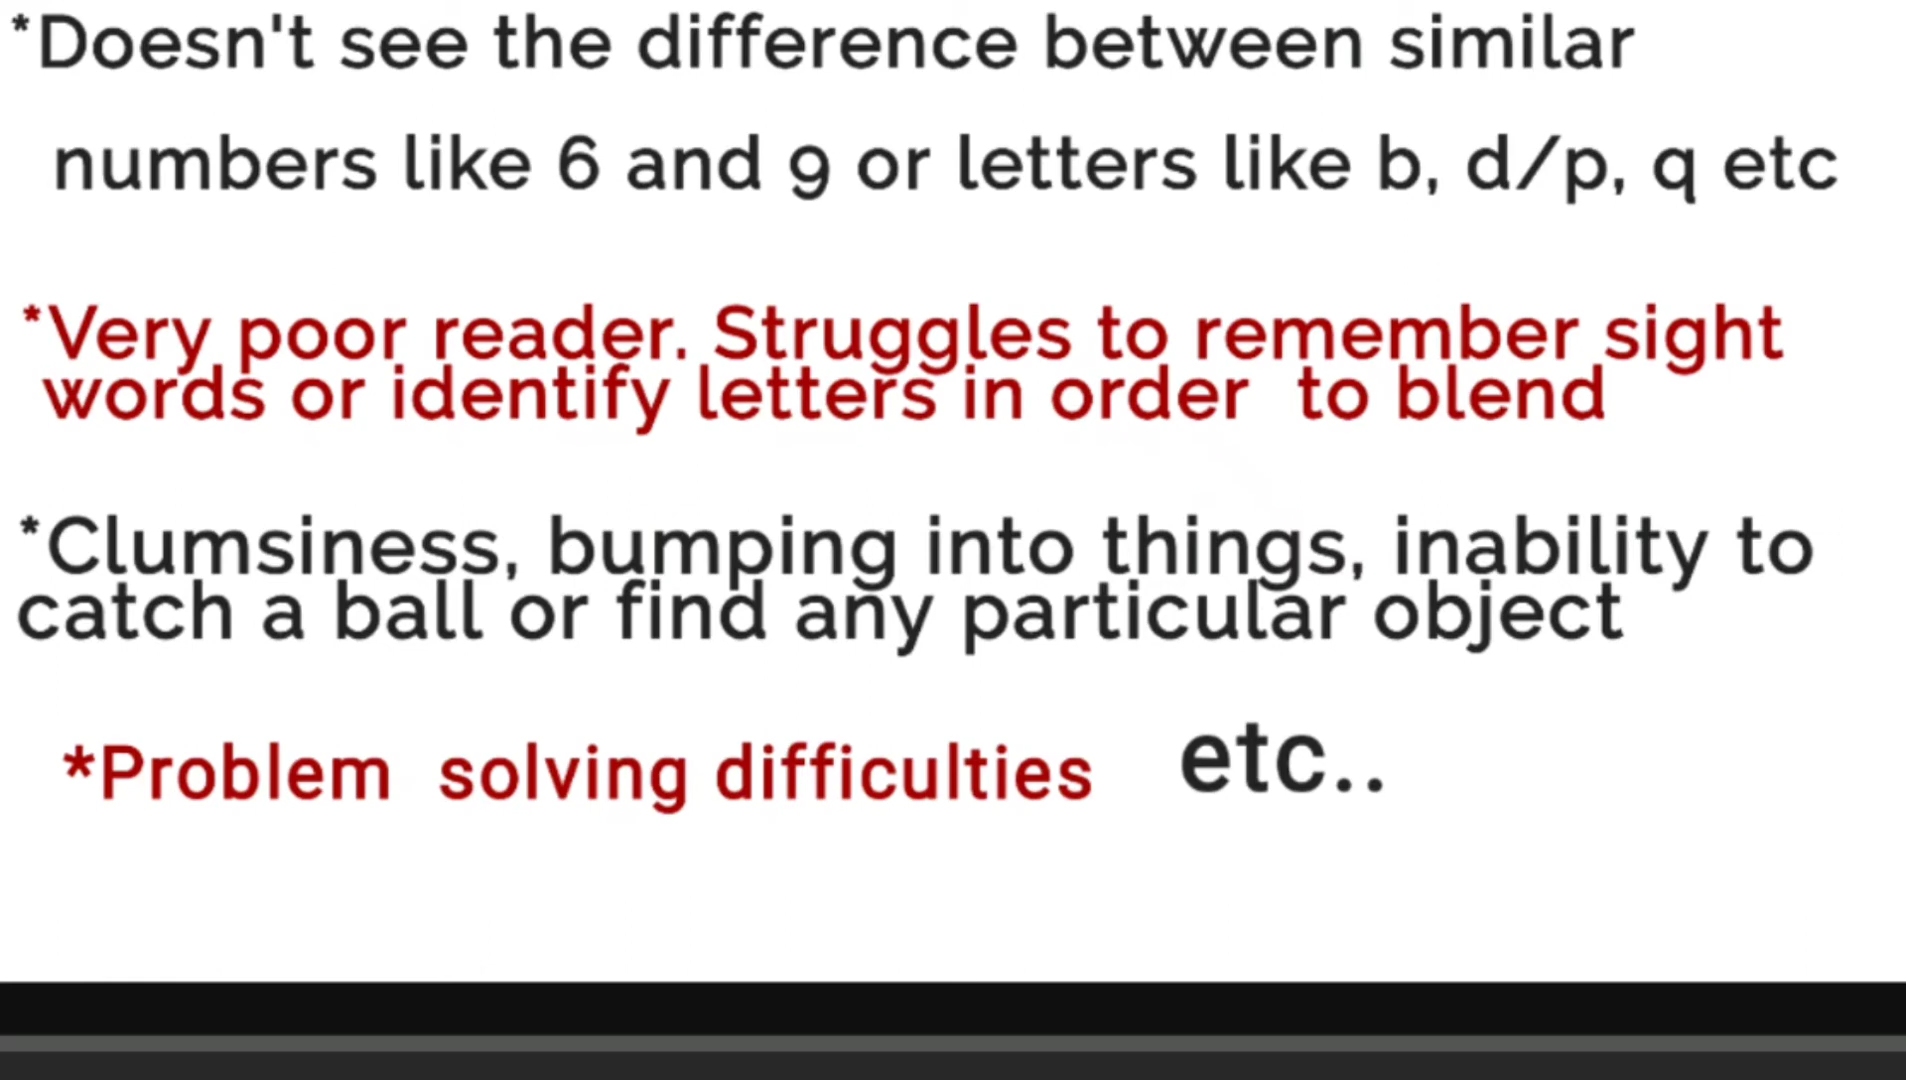 *Doesn't see the difference between similar
numbers like 6 and 9 or letters like b, d/p, q etc
*Very poor reader. Struggles to remember sight
words or identify letters in order to blend
*Clumsiness, bumping into things, inability to
catch a ball or find any particular object
*Problem solving difficulties etc..